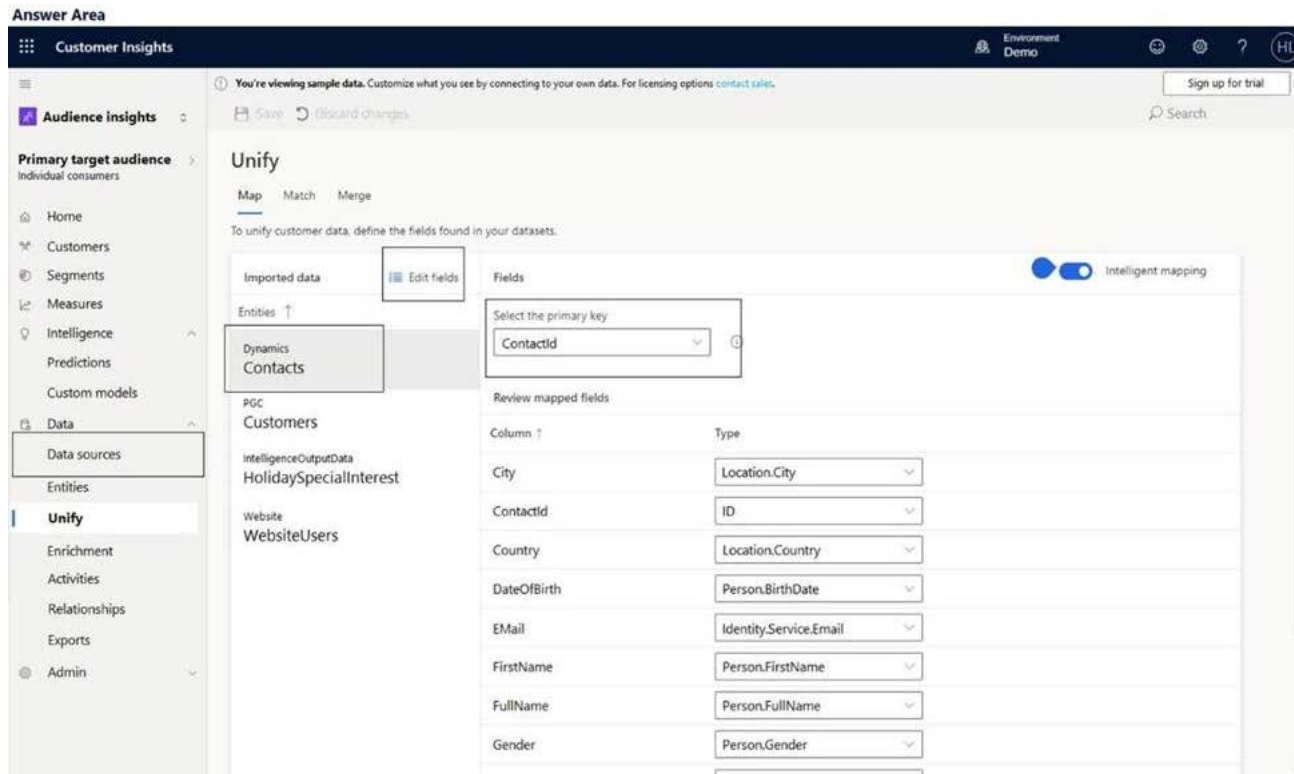 Answer Area
Customer Insights
Environment
Demo
?
HL
You're viewing sample data. Customize what you see by connecting to your own data. For licensing options contact sales.
Sign up for trial
Audience insights
Save
Discard changes
Search
Primary target audience
Individual consumers
Unify
Map Match Merge
To unify customer data, define the fields found in your datasets.
Home
Customers
Segments
Measures
Intelligence
Predictions
Custom models
Data
Data sources
Entities
Unify
Enrichment
Activities
Relationships
Exports
Admin
Imported data
Edit fields
Entities ↑
Dynamics
Contacts
PGC
Customers
IntelligenceOutputData
HolidaySpecialInterest
Website
WebsiteUsers
Fields
Intelligent mapping
Select the primary key
ContactId
Review mapped fields
Column ↑ Type
City Location.City
ContactId ID
Country Location.Country
DateOfBirth Person.BirthDate
EMail Identity.Service.Email
FirstName Person.FirstName
FullName Person.FullName
Gender Person.Gender